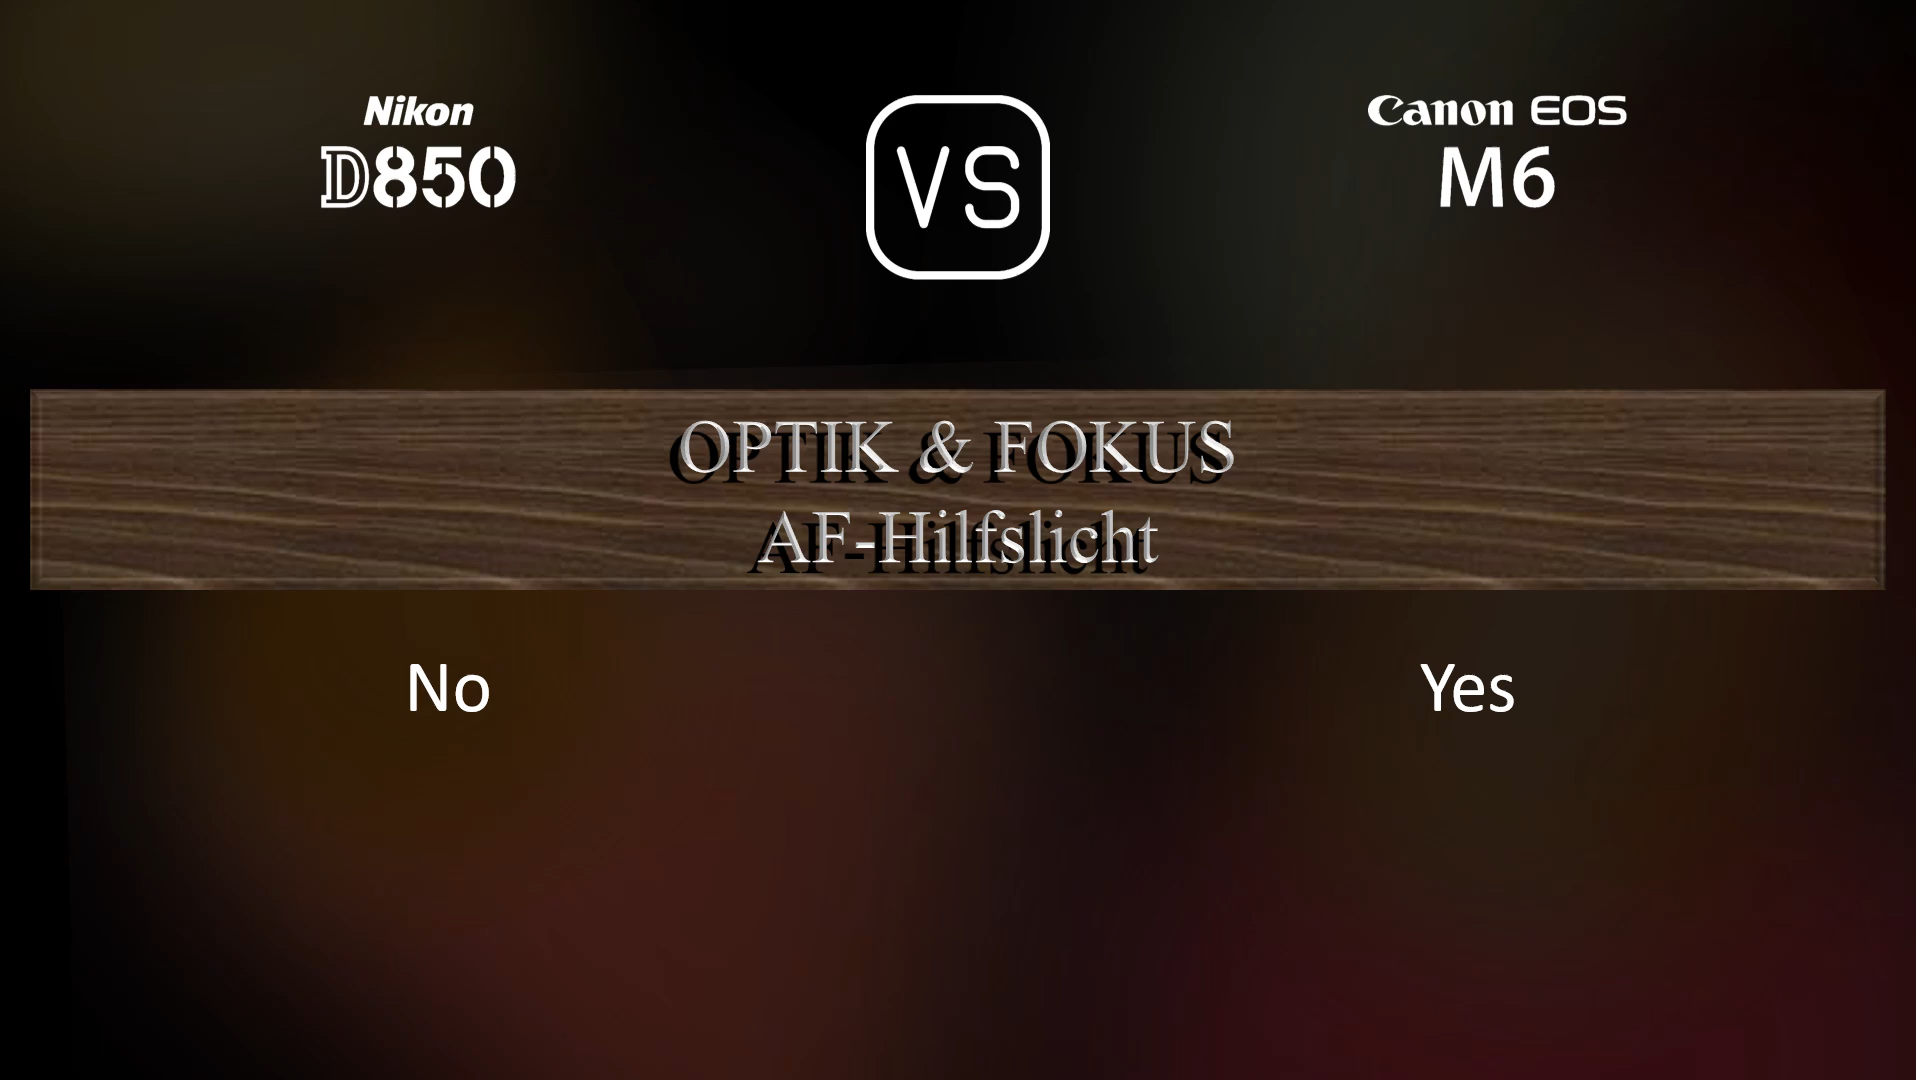 Nikon
D850
VS
Canon EOS
M6
OPTIK & FOKUS
AF-Hilfslicht
No
Yes